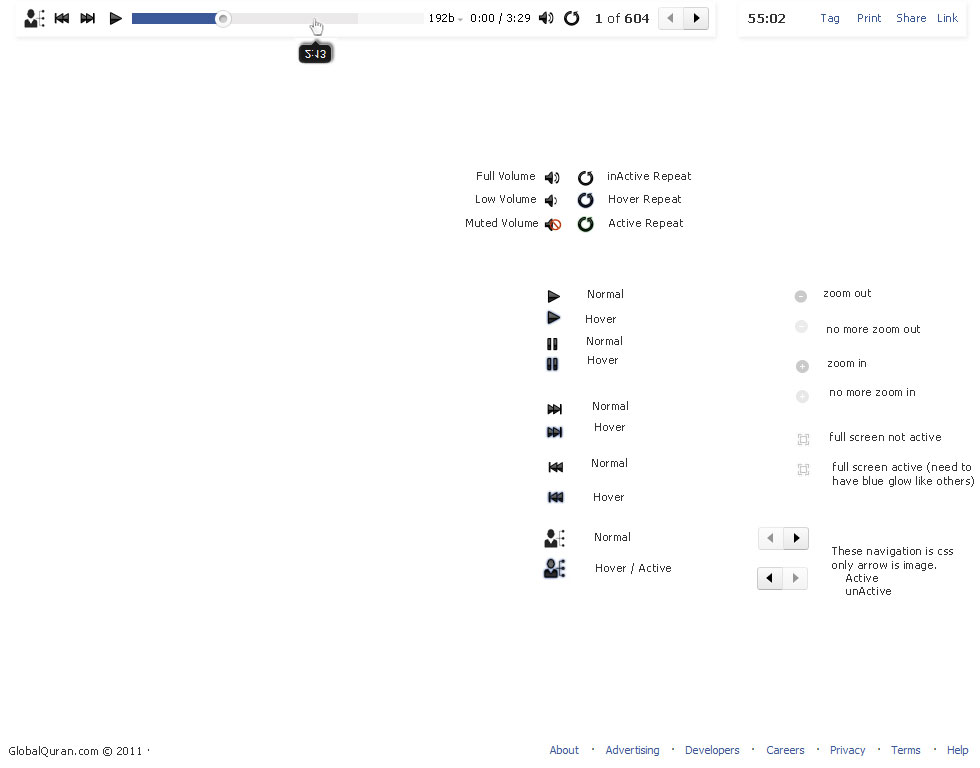 192b 0:00 / 3:29 1 of 604 55:02 Tag Print Share Link
2:13
Full Volume inActive Repeat
Low Volume Hover Repeat
Muted Volume Active Repeat
Normal zoom out
Hover no more zoom out
Normal
Hover zoom in
no more zoom in
Normal
Hover full screen not active
Normal full screen active (need to
have blue glow like others)
Hover
Normal
These navigation is css
only arrow is image.
Hover / Active
Active
unActive
GlobalQuran.com © 2011 · About · Advertising · Developers · Careers · Privacy · Terms · Help